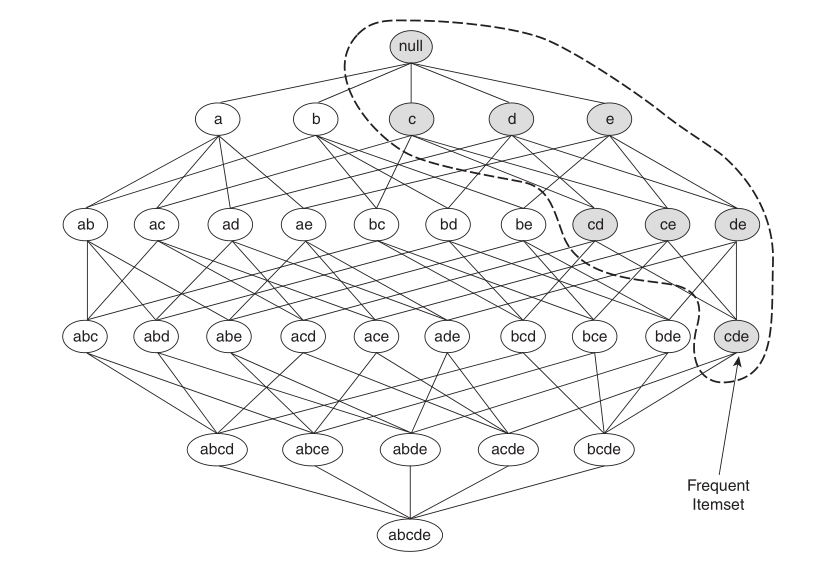 null
a b c d e
ab ac ad ae bc bd be cd ce de
abc abd abe acd ace ade bcd bce bde cde
abcd abce abde acde bcde
Frequent
Itemset
abcde